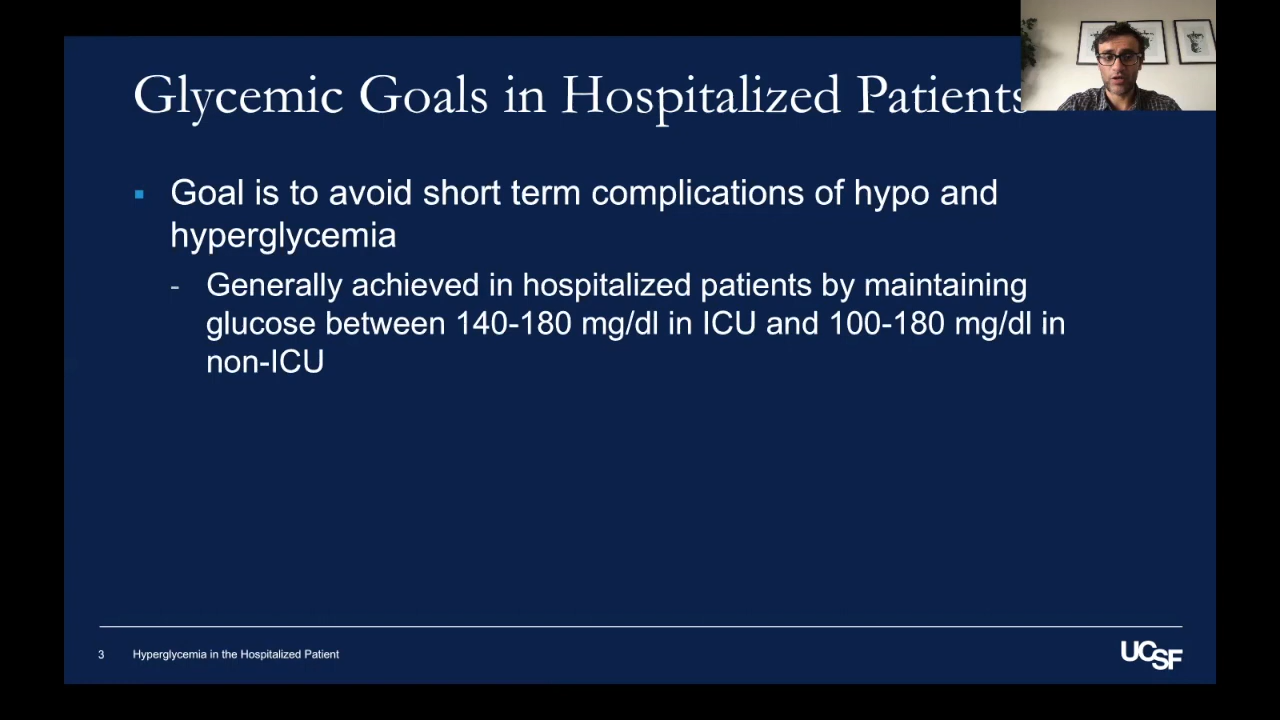 Glycemic Goals in Hospitalized Patients
▪ Goal is to avoid short term complications of hypo and
hyperglycemia
- Generally achieved in hospitalized patients by maintaining
glucose between 140-180 mg/dl in ICU and 100-180 mg/dl in
non-ICU
3 Hyperglycemia in the Hospitalized Patient
UCSF